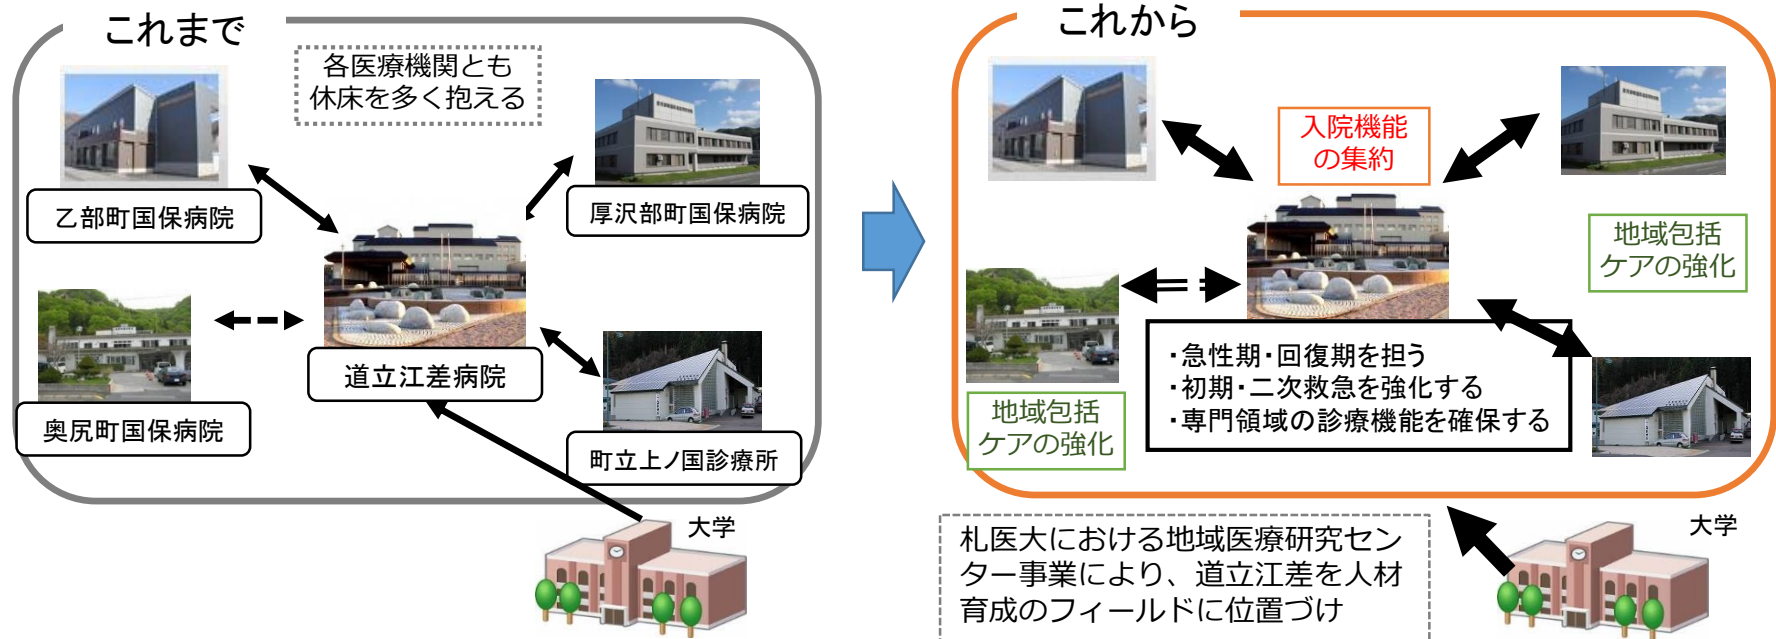 これまで
各医療機関とも
休床を多く抱える
乙部町国保病院
厚沢部町国保病院
道立江差病院
奥尻町国保病院
町立上ノ国診療所
大学
これから
入院機能
の集約
地域包括
ケアの強化
・急性期・回復期を担う
・初期・二次救急を強化する
・専門領域の診療機能を確保する
地域包括
ケアの強化
札医大における地域医療研究セン
ター事業により、道立江差を人材
育成のフィールドに位置づけ
大学